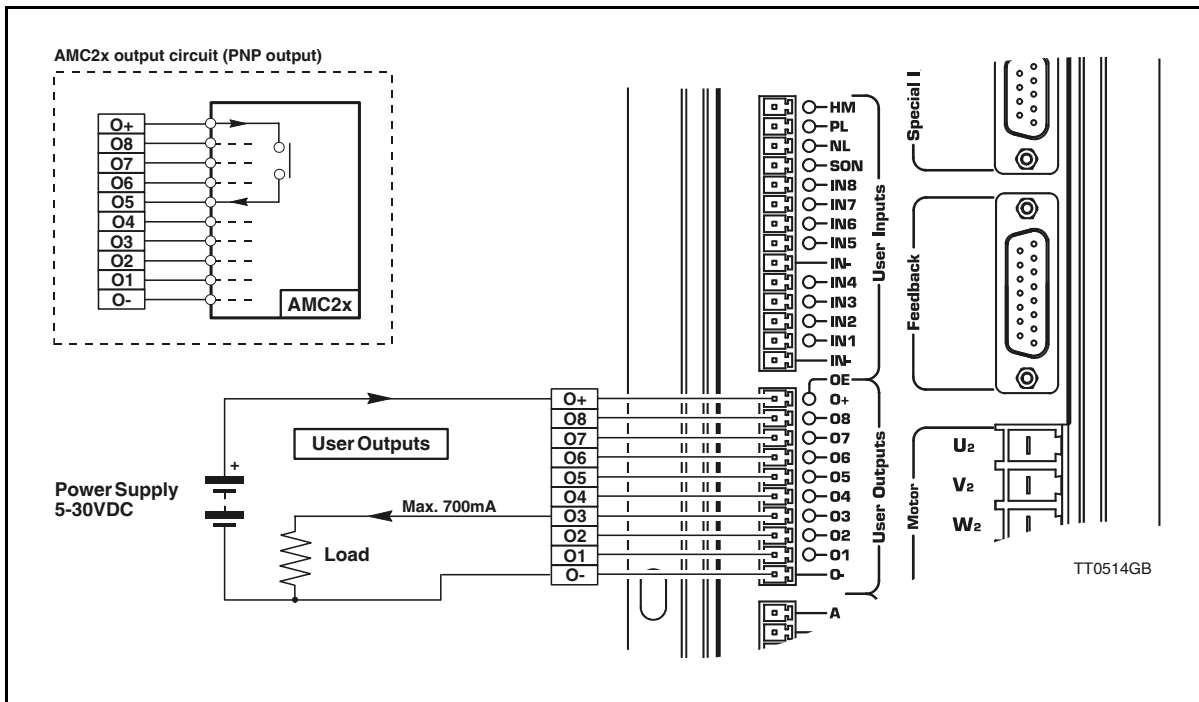 AMC2x output circuit (PNP output)
O+
O8
O7
O6
O5
O4
O3
O2
O1
O-
AMC2x
HM
PL
NL
SON
IN8
IN7
IN6
IN5
IN-
IN4
IN3
IN2
IN1
IN-
User Inputs
OE
O+
O8
O7
O6
O5
O4
O3
O2
O1
O-
User Outputs
A
Special I
Feedback
Motor
U2
V2
W2
User Outputs
Power Supply
5-30VDC
+
Max. 700mA
Load
O+
O8
O7
O6
O5
O4
O3
O2
O1
O-
TT0514GB